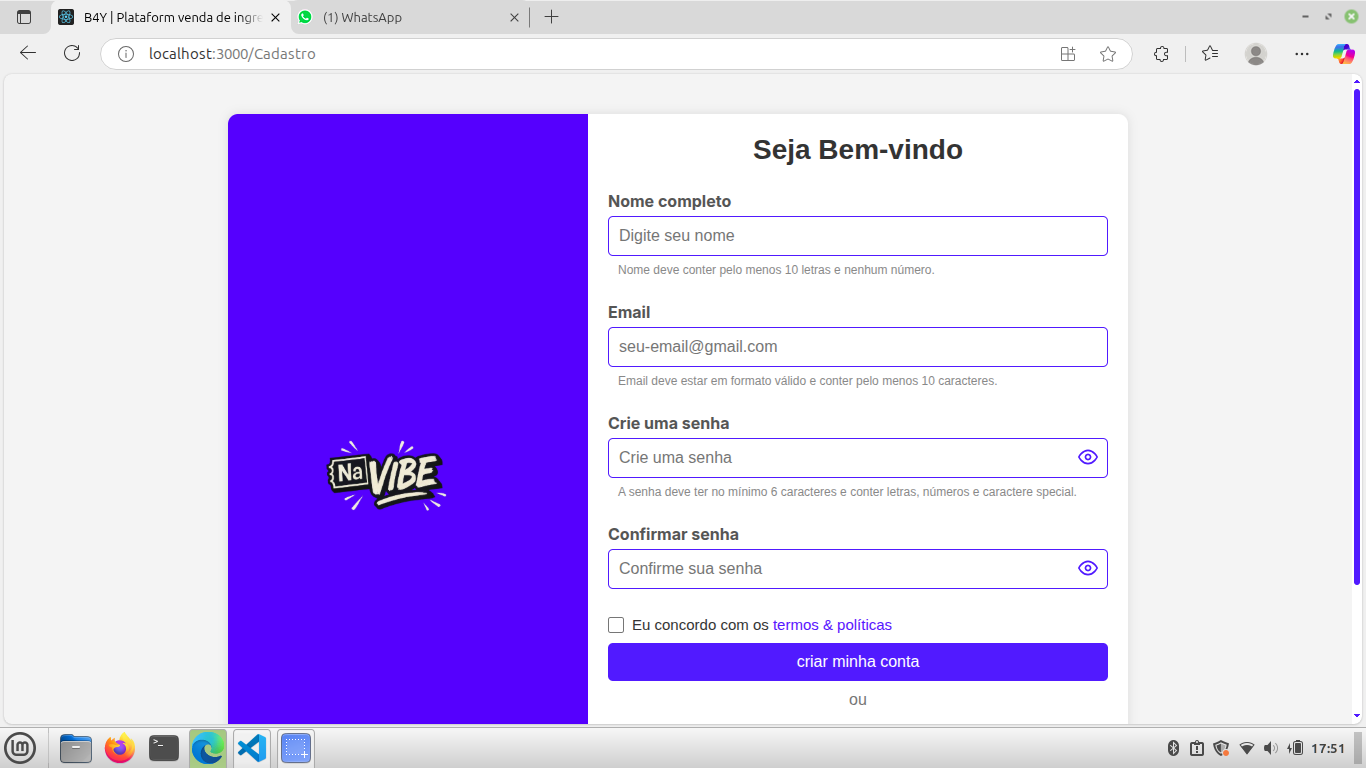 B4Y | Plataform venda de ingre
(1) WhatsApp
localhost:3000/Cadastro
Seja Bem-vindo
Nome completo
Digite seu nome
Nome deve conter pelo menos 10 letras e nenhum número.
Email
seu-email@gmail.com
Email deve estar em formato válido e conter pelo menos 10 caracteres.
Crie uma senha
Crie uma senha
A senha deve ter no mínimo 6 caracteres e conter letras, números e caractere special.
Confirmar senha
Confirme sua senha
Eu concordo com os termos & políticas
criar minha conta
ou
Na VIBE
17:51